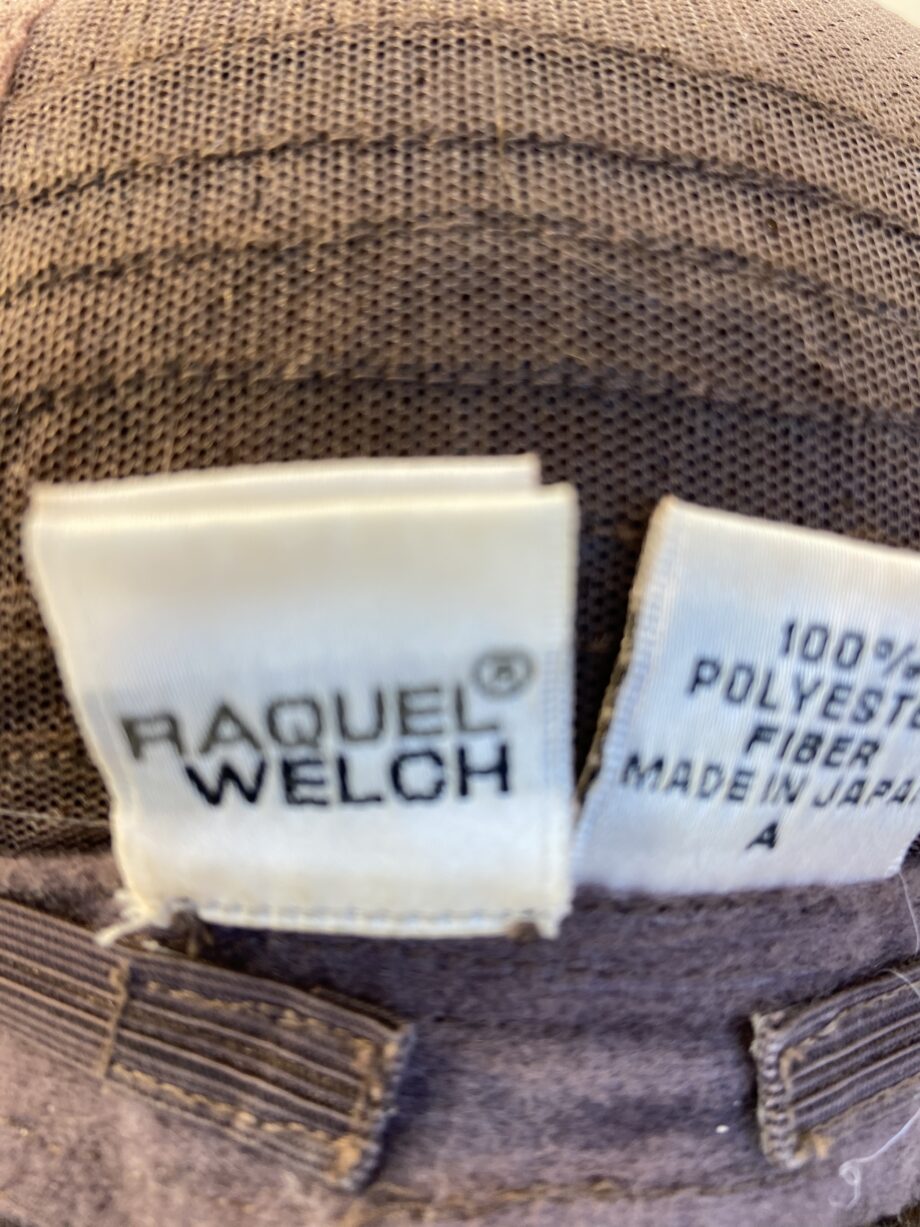 RAQUEL®
WELCH
100%
POLYESTE
FIBER
MADE IN JAPA
A